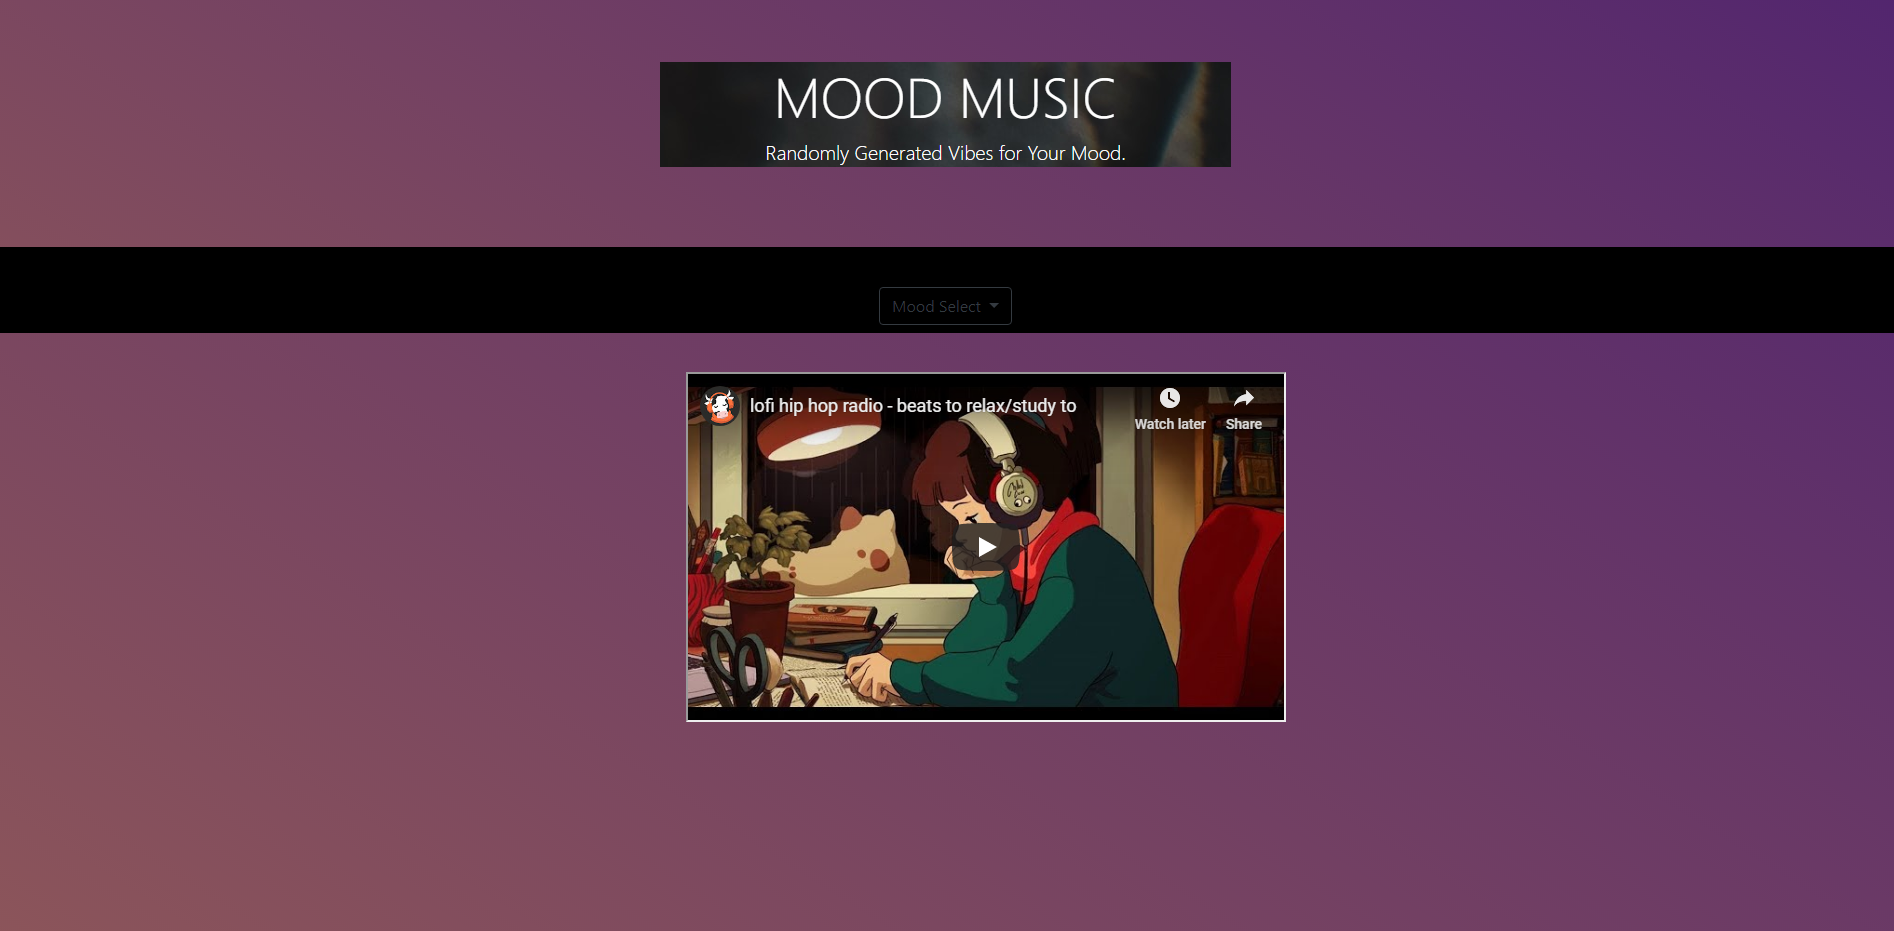 MOOD MUSIC
Randomly Generated Vibes for Your Mood.
Mood Select
lofi hip hop radio - beats to relax/study to
Watch later
Share